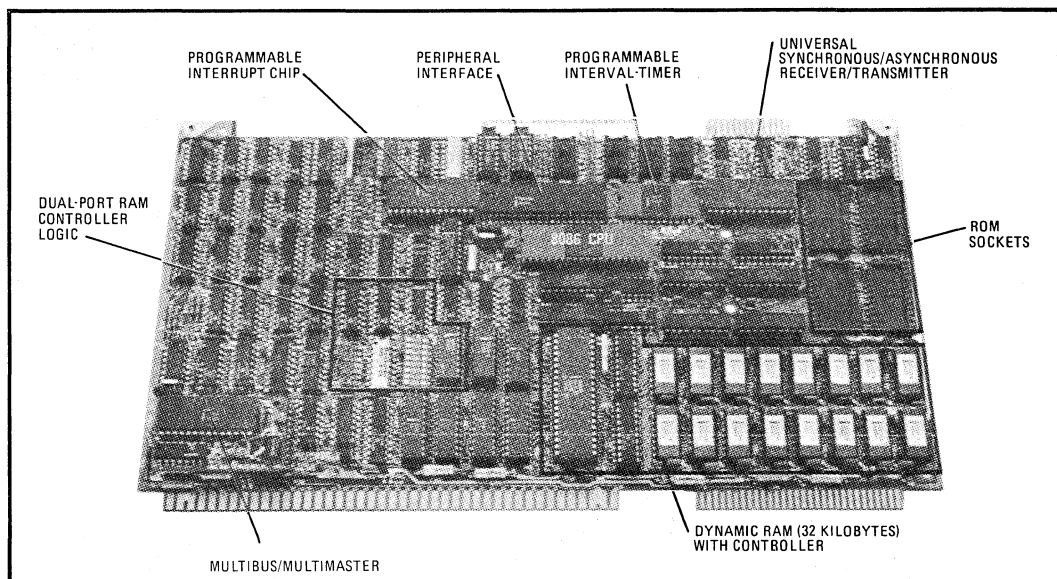 PROGRAMMABLE
INTERRUPT CHIP
PERIPHERAL
INTERFACE
PROGRAMMABLE
INTERVAL-TIMER
UNIVERSAL
SYNCHRONOUS/ASYNCHRONOUS
RECEIVER/TRANSMITTER
DUAL-PORT RAM
CONTROLLER
LOGIC
8086 CPU
ROM
SOCKETS
DYNAMIC RAM (32 KILOBYTES)
WITH CONTROLLER
MULTIBUS/MULTIMASTER